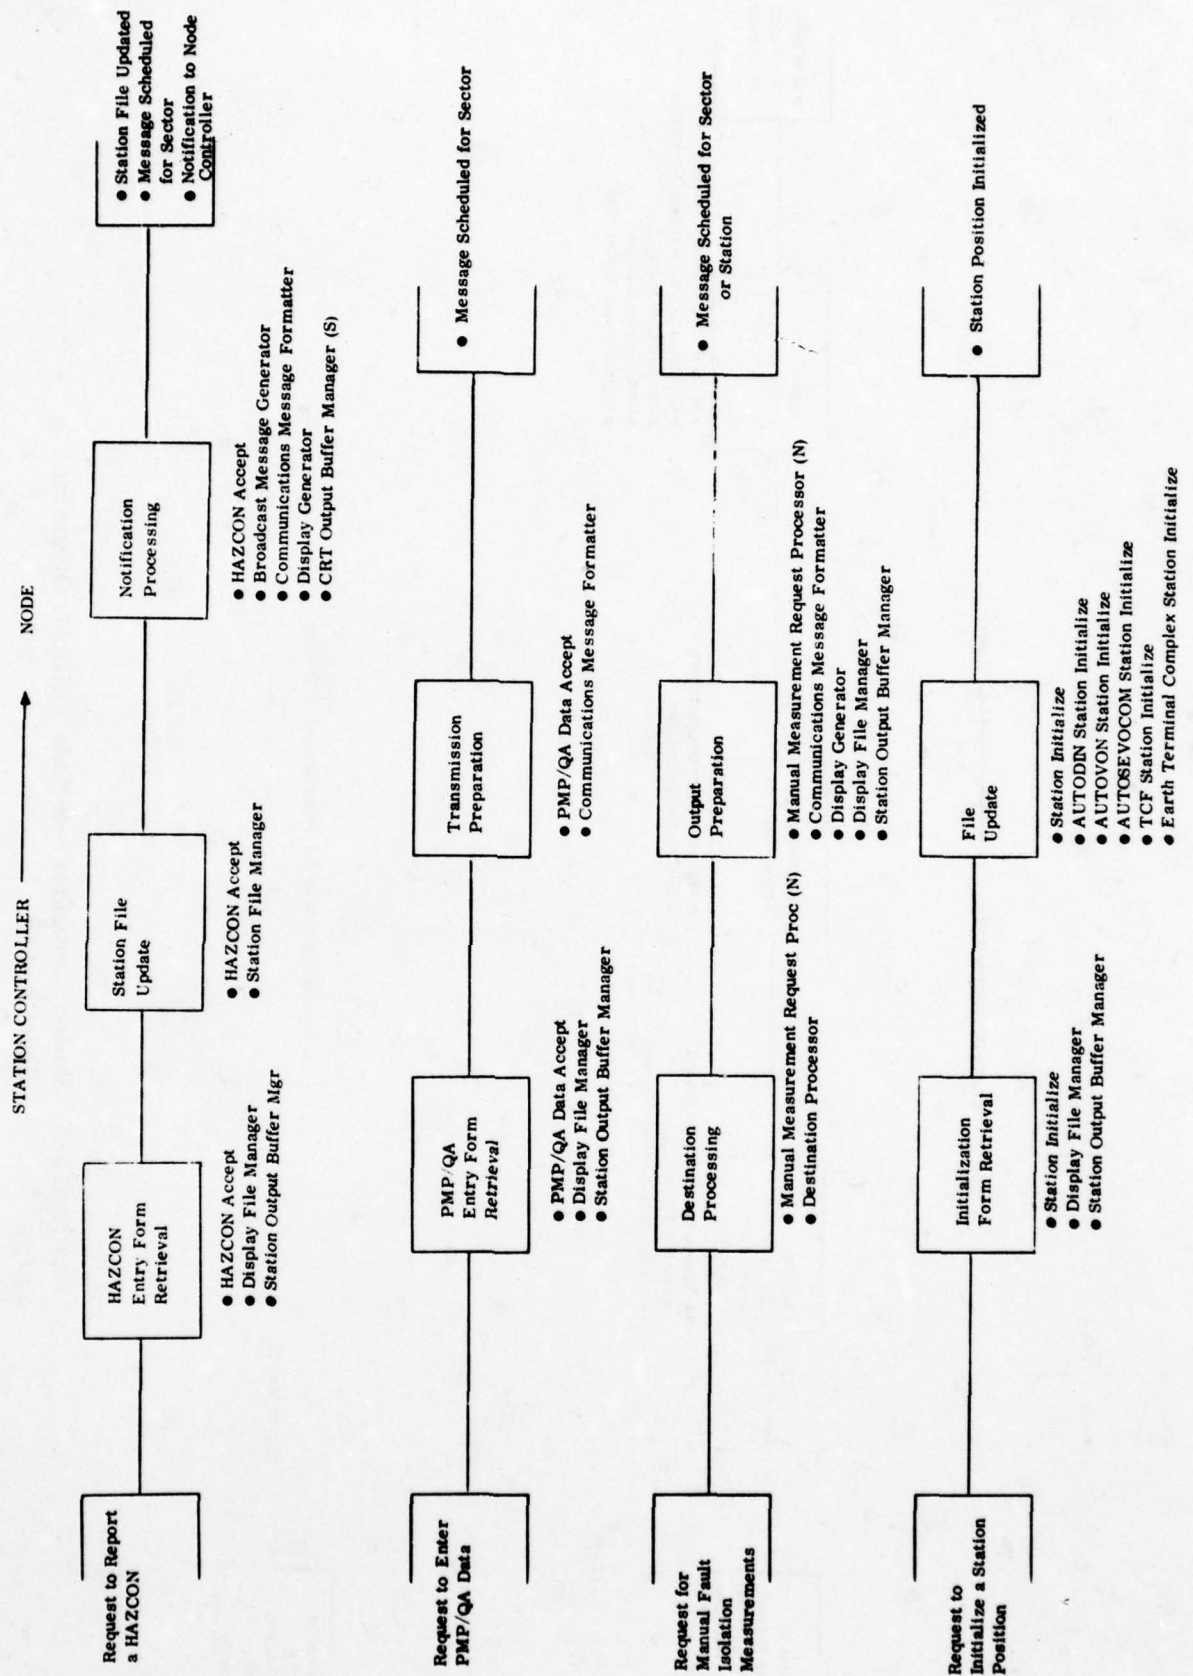 STATION CONTROLLER
NODE
Request to Report
a HAZCON
HAZCON
Entry Form
Retrieval
● HAZCON Accept
● Display File Manager
● Station Output Buffer Mgr
Station File
Update
● HAZCON Accept
● Station File Manager
Notification
Processing
● HAZCON Accept
● Broadcast Message Generator
● Communications Message Formatter
● Display Generator
● CRT Output Buffer Manager (S)
● Station File Updated
● Message Scheduled
for Sector
● Notification to Node
Controller
Request to Enter
PMP/QA Data
PMP/QA
Entry Form
Retrieval
● PMP/QA Data Accept
● Display File Manager
● Station Output Buffer Manager
Transmission
Preparation
● PMP/QA Data Accept
● Communications Message Formatter
● Message Scheduled for Sector
Request for
Manual Fault
Isolation
Measurements
Destination
Processing
● Manual Measurement Request Proc (N)
● Destination Processor
Output
Preparation
● Manual Measurement Request Processor (N)
● Communications Message Formatter
● Display Generator
● Display File Manager
● Station Output Buffer Manager
● Message Scheduled for Sector
or Station
Request to
Initialize a Station
Position
Initialization
Form Retrieval
● Station Initialize
● Display File Manager
● Station Output Buffer Manager
File
Update
● Station Initialize
● AUTODIN Station Initialize
● AUTOVON Station Initialize
● AUTOSEVOCOM Station Initialize
● TCF Station Initialize
● Earth Terminal Complex Station Initialize
● Station Position Initialized